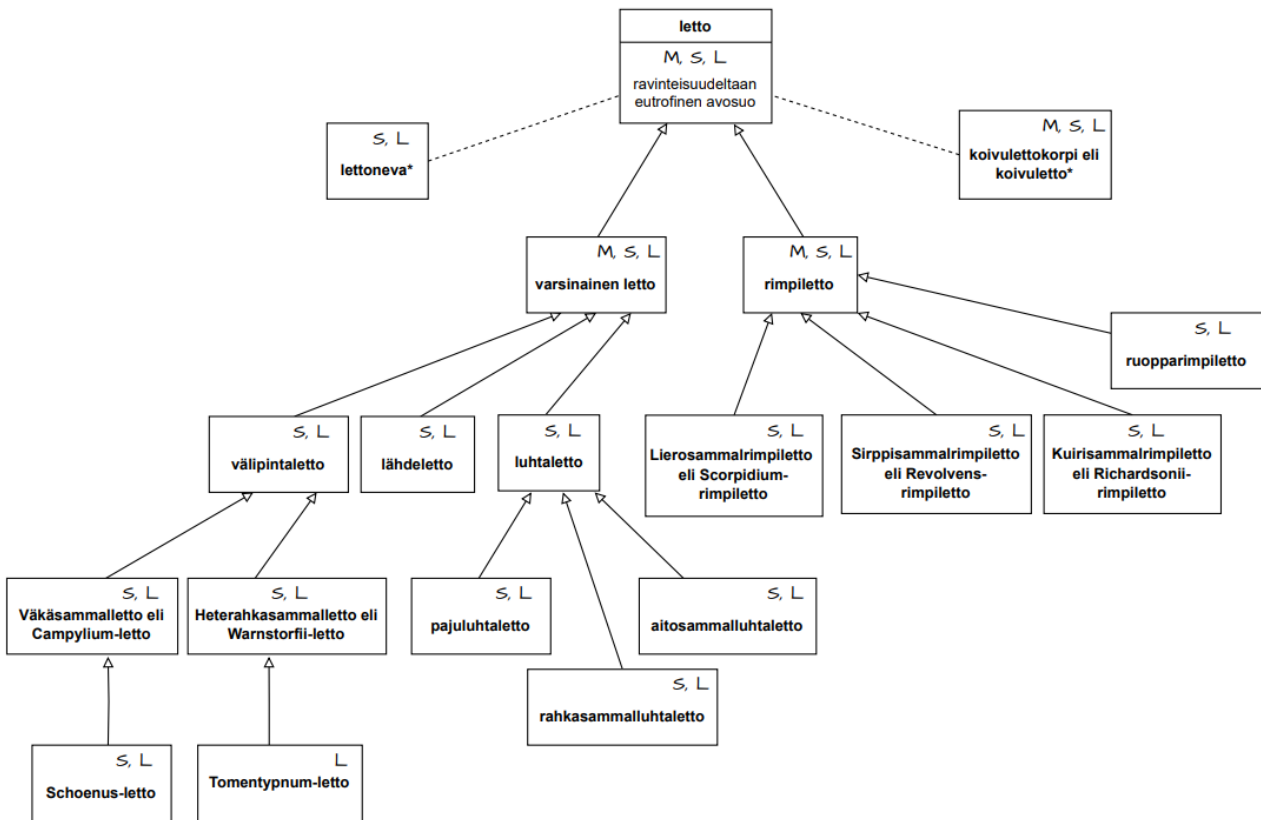 letto
M, S, L
ravinteisuudeltaan
eutrofinen avosuo
S, L
lettoneva*
M, S, L
koivulettokorpi eli
koivuletto*
M, S, L
varsinainen letto
M, S, L
rimpiletto
S, L
ruopparimpiletto
S, L
välipintaletto
S, L
lähdeletto
S, L
luhtaletto
S, L
Lierosammalrimpiletto
eli Scorpidium-
rimpiletto
S, L
Sirppisammalrimpiletto
eli Revolvens-
rimpiletto
S, L
Kuirisammalrimpiletto
eli Richardsonii-
rimpiletto
S, L
Väkäsammalletto eli
Campylium-letto
S, L
Heterahkasammalletto eli
Warnstorfii-letto
S, L
pajuluhtaletto
S, L
aitosammalluhtaletto
S, L
rahkasammalluhtaletto
S, L
Schoenus-letto
L
Tomentypnum-letto